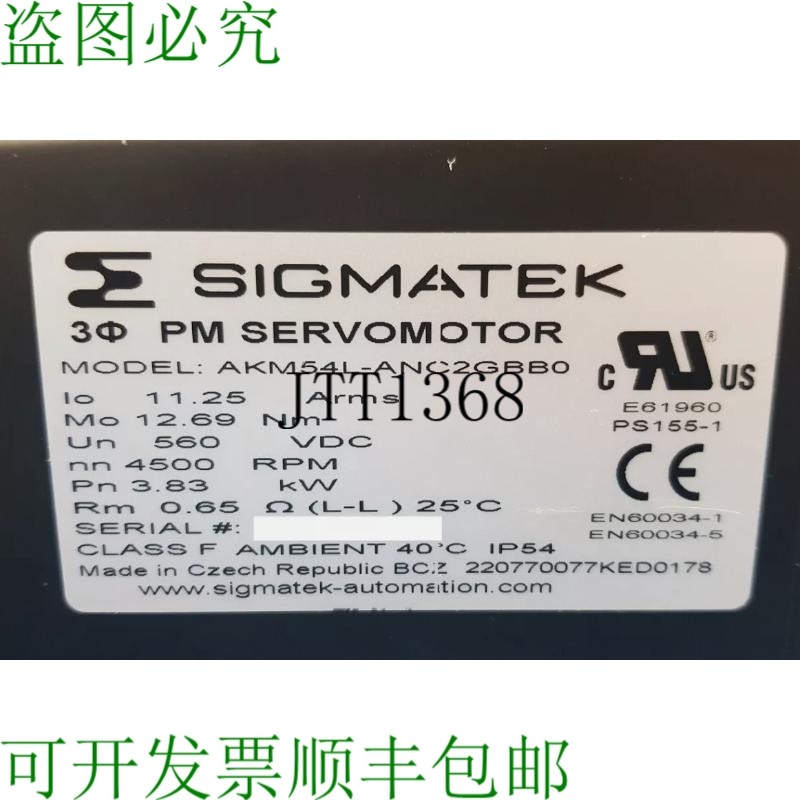 盗图必究
SIGMATEK
3Φ PM SERVOMOTOR
MODEL: AKM54L-ANC2GBB0
Io 11.25 Arms
Mo 12.69 Nm
Un 560 VDC
nn 4500 RPM
Pn 3.83 kW
Rm 0.65 Ω (L-L) 25°C
SERIAL #:
CLASS F AMBIENT 40°C IP54
Made in Czech Republic BCZ 220770077KED0178
www.sigmatek-automation.com
C UR US
®
E61960
PS155-1
CE
EN60034-1
EN60034-5
JTT1368
可开发票顺丰包邮